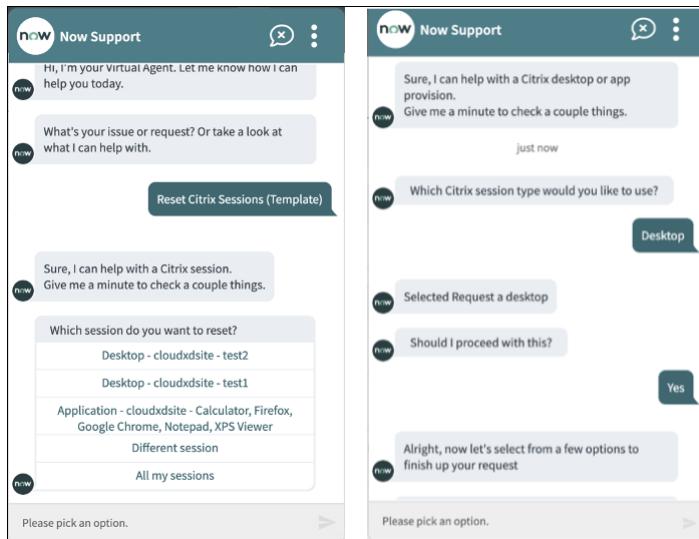 now Now Support
Hi, I'm your Virtual Agent. Let me know how I can
help you today.
now
What's your issue or request? Or take a look at
what I can help with.
now
Reset Citrix Sessions (Template)
Sure, I can help with a Citrix session.
Give me a minute to check a couple things.
now
Which session do you want to reset?
Desktop - cloudxdsite - test2
Desktop - cloudxdsite - test1
Application - cloudxdsite - Calculator, Firefox,
Google Chrome, Notepad, XPS Viewer
Different session
All my sessions
now
Please pick an option.
now Now Support
Sure, I can help with a Citrix desktop or app
provision.
Give me a minute to check a couple things.
now
just now
Which Citrix session type would you like to use?
now
Desktop
Selected Request a desktop
now
Should I proceed with this?
now
Yes
Alright, now let's select from a few options to
finish up your request
now
Please pick an option.